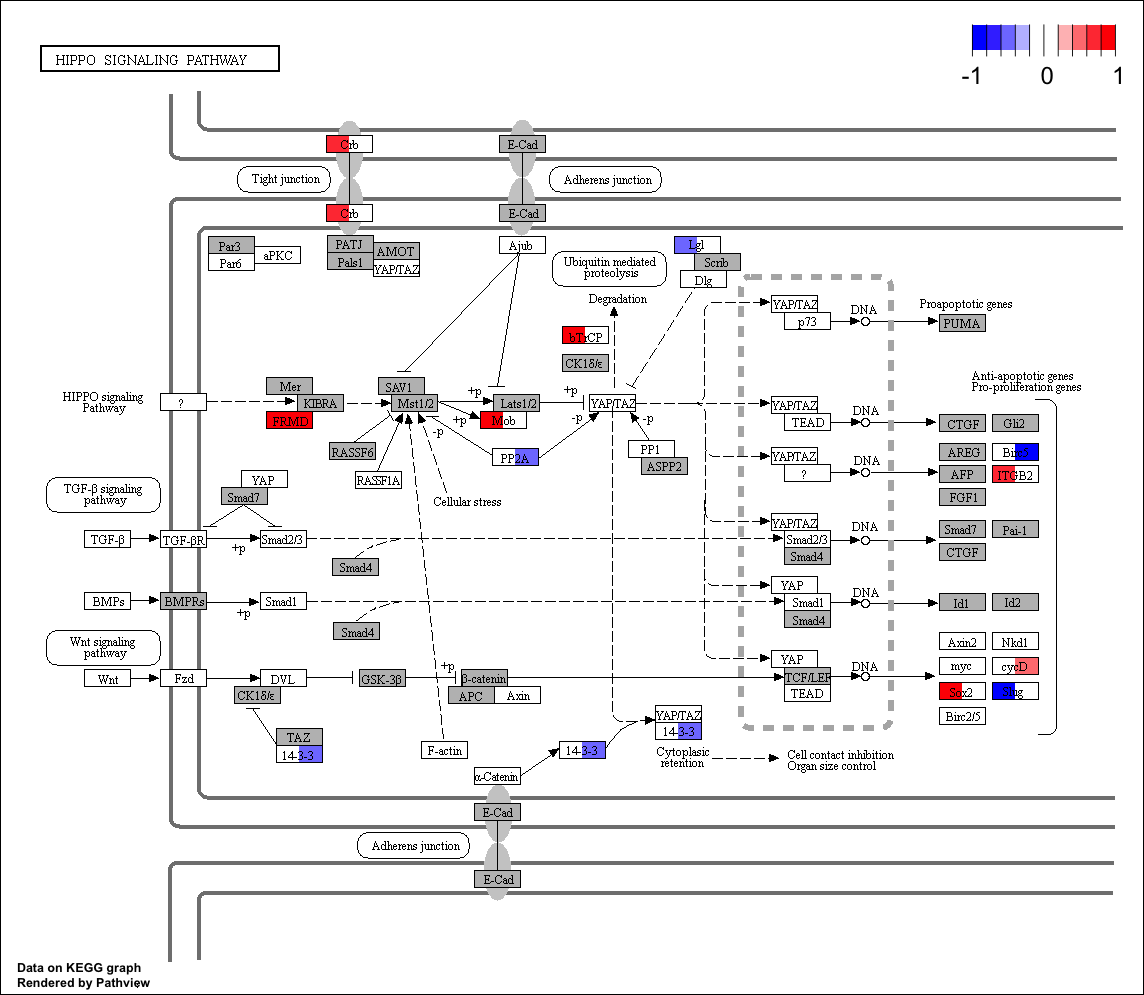 HIPPO SIGNALING PATHWAY
-1
0
1
Crb
E-Cad
Tight junction
Adherens junction
Crb
E-Cad
Par3
Par6
aPKC
PATJ
Pals1
AMOT
YAP/TAZ
Ajub
Ubiquitin mediated
proteolysis
Lgl
Scrib
Dlg
Degradation
bTrCP
CK1δ/ε
YAP/TAZ
p73
DNA
Proapoptotic genes
PUMA
HIPPO signaling
Pathway
?
Mer
KIBRA
FRMD
SAV1
Mst1/2
+p
+p
-p
Lats1/2
Mob
+p
-p
YAP/TAZ
-p
RASSF6
RASSF1A
PP2A
PP1
ASPP2
Cellular stress
Anti-apoptotic genes
Pro-proliferation genes
YAP/TAZ
TEAD
DNA
CTGF
Gli2
YAP/TAZ
?
DNA
AREG
Birc5
AFP
ITGB2
FGF1
TGF-β signaling
pathway
YAP
Smad7
TGF-β
TGF-βR
+p
Smad2/3
Smad4
YAP/TAZ
Smad2/3
Smad4
DNA
Smad7
Pai-1
CTGF
BMPs
BMPRs
+p
Smad1
Smad4
YAP
Smad1
Smad4
DNA
Id1
Id2
Wnt signaling
pathway
Wnt
Fzd
DVL
CK1δ/ε
GSK-3β
+p
β-catenin
APC
Axin
YAP
TCF/LEF
TEAD
DNA
Axin2
Nkd1
myc
cycD
Sox2
Slug
Birc2/5
TAZ
14-3-3
F-actin
14-3-3
YAP/TAZ
14-3-3
Cytoplasic
retention
Cell contact inhibition
Organ size control
α-Catenin
E-Cad
Adherens junction
E-Cad
Data on KEGG graph
Rendered by Pathview